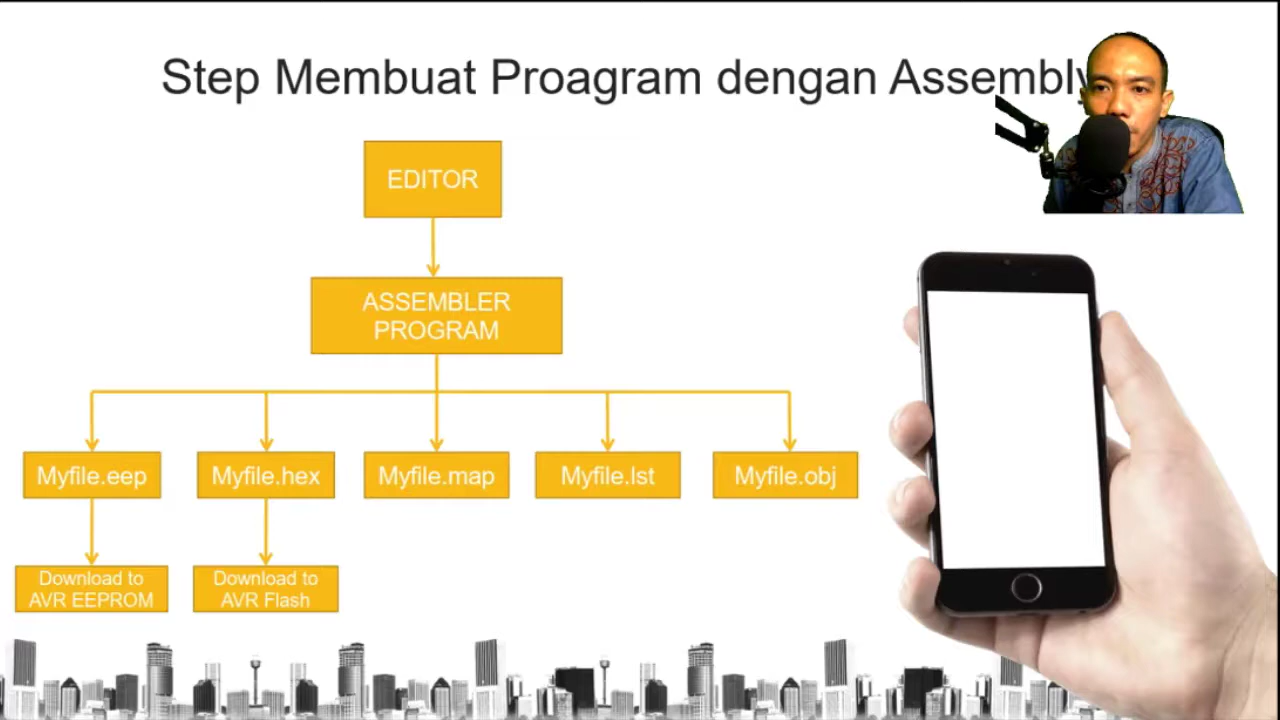 Step Membuat Proagram dengan Assembly
EDITOR
ASSEMBLER
PROGRAM
Myfile.eep
Myfile.hex
Myfile.map
Myfile.lst
Myfile.obj
Download to
AVR EEPROM
Download to
AVR Flash